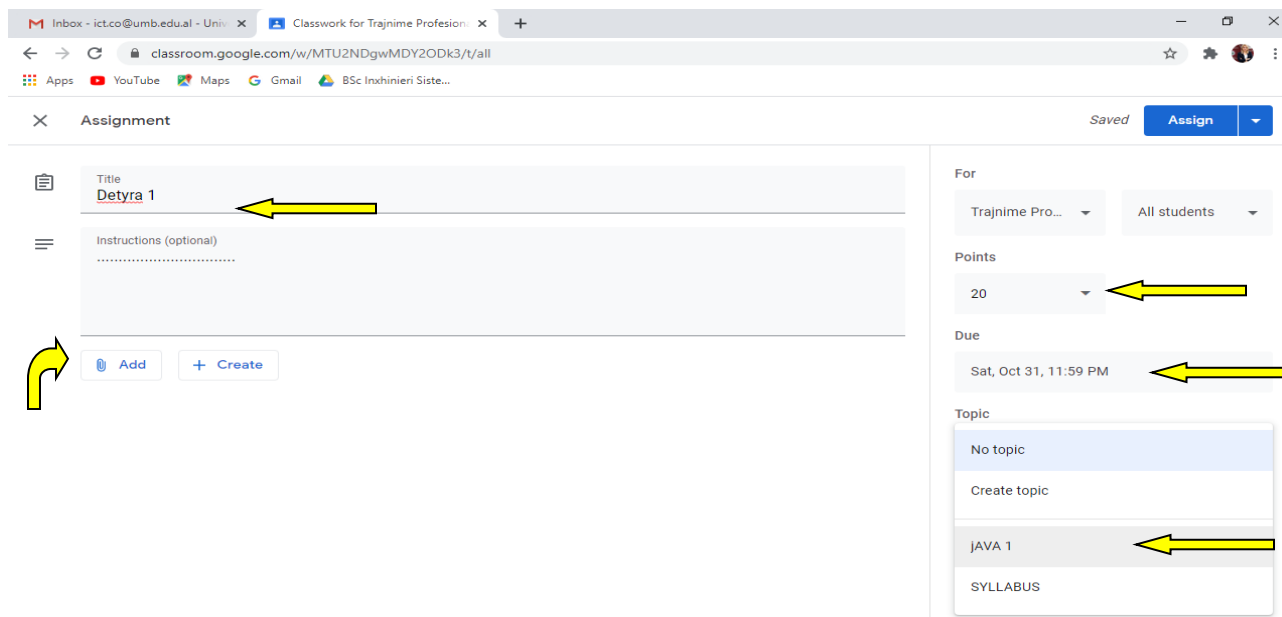 Inbox - ict.co@umb.edu.al - Univ
Classwork for Trajnime Profesion
classroom.google.com/w/MTU2NDgwMDY2ODk3/t/all
Apps YouTube Maps Gmail BSc Inxhinieri Siste...
Assignment Saved Assign
Title
Detyra 1
Instructions (optional)
................................
Add + Create
For
Trajnime Pro... All students
Points
20
Due
Sat, Oct 31, 11:59 PM
Topic
No topic
Create topic
jAVA 1
SYLLABUS